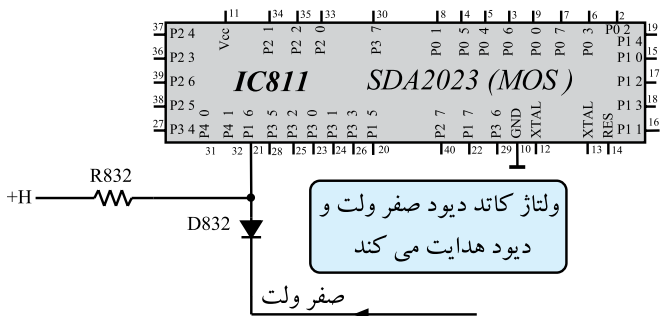 11 34 35 33 30 8 4 5 3 9 7 6 2
37 P2 4 Vcc P2 1 P2 2 P2 0 P3 7 P0 1 P0 5 P0 4 P0 6 P0 0 P0 7 P0 3 P0 2 19
P1 4
36 P2 3 P1 0 15
39 P2 6 IC811 SDA2023 (MOS) P1 2 17
38 P2 5 P1 3 18
27 P3 4 P4 0 P4 1 P1 6 P3 5 P3 2 P3 0 P3 1 P3 3 P1 5 P2 7 P1 7 P3 6 GND XTAL XTAL RES P1 1 16
31 32 21 28 25 23 24 26 20 40 22 29 10 12 13 14
R832
+H
D832
ولتاژ کاتد دیود صفر ولت و
دیود هدایت می کند
صفر ولت